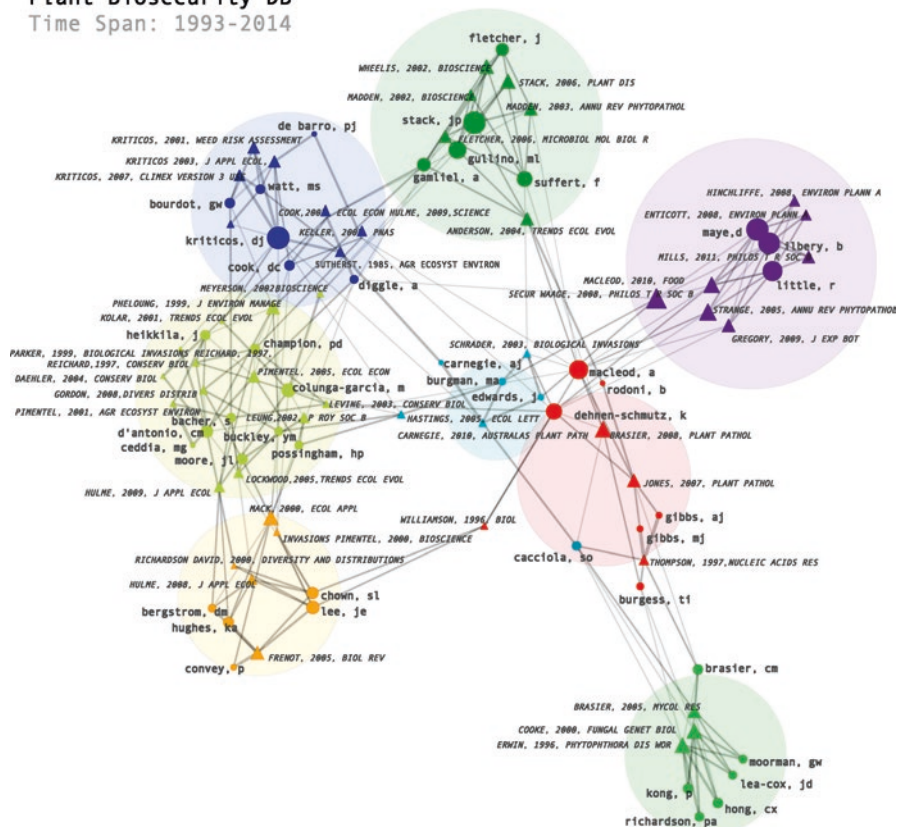 Plant Biosecurity DB
Time Span: 1993-2014
fletcher, j
WHEELIS, 2002, BIOSCIENCE
STACK, 2006, PLANT DIS
MADDEN, 2002, BIOSCIENCE
MADDEN, 2003, ANNU REV PHYTOPATHOL
stack, jp
FLETCHER, 2006, MICROBIOL MOL BIOL R
gullino, ml
gamliel, a
suffert, f
ANDERSON, 2004, TRENDS ECOL EVOL
de barro, pj
KRITICOS, 2001, WEED RISK ASSESSMENT
KRITICOS 2003, J APPL ECOL,
KRITICOS, 2007, CLIMEX VERSION 3 U
watt, ms
bourdot, gw
COOK, ECOL ECON HULME, 2009, SCIENCE
KELLER, PNAS
kriticos, dj
cook, dc
SUTHERST, 1985, AGR ECOSYST ENVIRON
diggle, a
HINCHLIFFE, 2008, ENVIRON PLANN A
ENTICOTT, 2008, ENVIRON PLANN
maye,d
ilbery, b
MILLS, 2011, PHILOS T R SOC B
little, r
MACLEOD, 2010, FOOD
SECUR WAAGE, 2008, PHILOS T R SOC B
STRANGE, 2005, ANNU REV PHYTOPATHOL
GREGORY, 2009, J EXP BOT
MEYERSON, 2002 BIOSCIENCE
PHELOUNG, 1999, J ENVIRON MANAGE
KOLAR, 2001, TRENDS ECOL EVOL
heikkila, j
champion, pd
PARKER, 1999, BIOLOGICAL INVASIONS REICHARD, 1997,
REICHARD,1997, CONSERV BIOL
DAEHLER, 2004, CONSERV BIOL
PIMENTEL, 2005, ECOL ECON
GORDON, 2008,DIVERS DISTRIB
colunga-garcia, m
PIMENTEL, 2001, AGR ECOSYST ENVIRON
LEVINE, 2003, CONSERV BIOL
bacher, s
LEUNG,2002, P ROY SOC B
d'antonio, cm
buckley, ym
ceddia, mg
possingham, hp
moore, jl
LOCKWOOD,2005,TRENDS ECOL EVOL
HULME, 2009, J APPL ECOL
SCHRADER, 2003, BIOLOGICAL INVASIONS
carnegie, aj
burgman, ma
edwards, j
HASTINGS, 2005, ECOL LETT
CARNEGIE, 2010, AUSTRALAS PLANT PATH
macleod, a
rodoni, b
dehnen-schmutz, k
BRASIER, 2008, PLANT PATHOL
JONES, 2007, PLANT PATHOL
gibbs, aj
gibbs, mj
cacciola, so
THOMPSON, 1997,NUCLEIC ACIDS RES
burgess, ti
WILLIAMSON, 1996, BIOL
MACK, 2000, ECOL APPL
INVASIONS PIMENTEL, 2000, BIOSCIENCE
RICHARDSON DAVID, 2000, DIVERSITY AND DISTRIBUTIONS
HULME, 2008, J APPL ECOL
chown, sl
bergstrom, dm
lee, je
hughes, ka
convey, p
FRENOT, 2005, BIOL REV
brasier, cm
BRASIER, 2005, MYCOL RES
COOKE, 2000, FUNGAL GENET BIOL
ERWIN, 1996, PHYTOPHTHORA DIS WOR
moorman, gw
lea-cox, jd
kong, p
hong, cx
richardson, pa